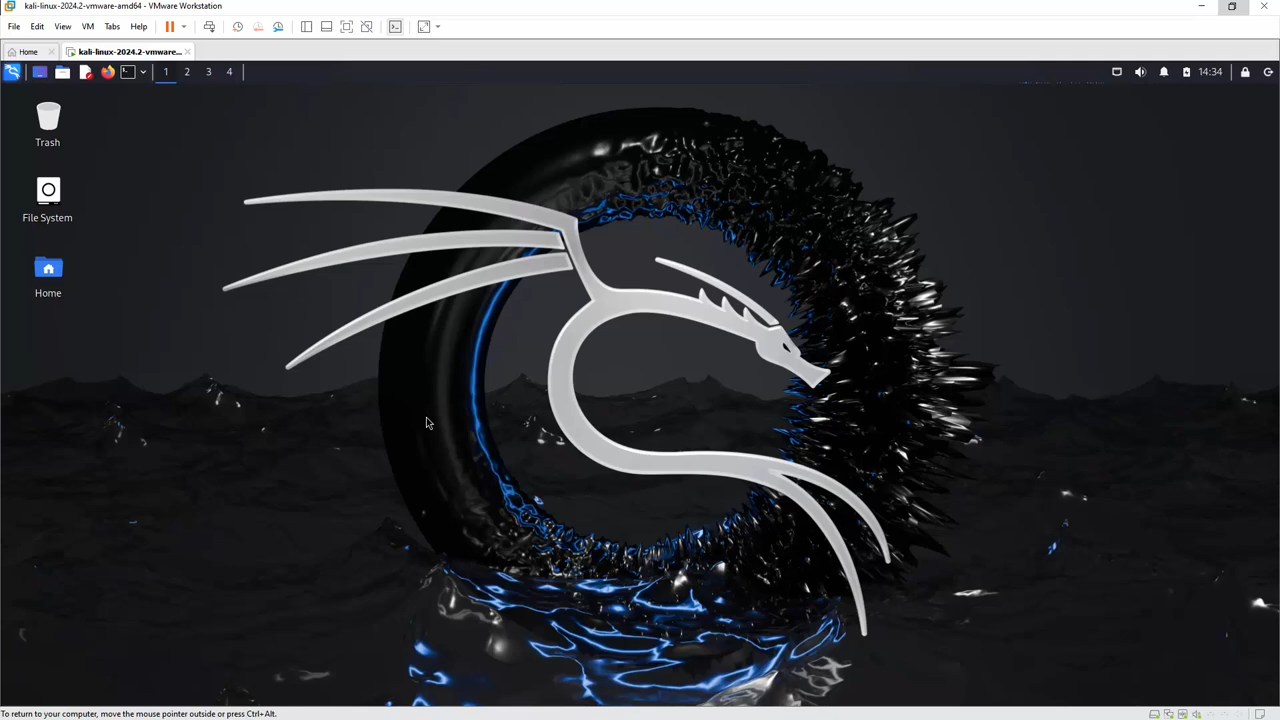 kali-linux-2024.2-vmware-amd64 - VMware Workstation
File Edit View VM Tabs Help
Home kali-linux-2024.2-vmware...
1 2 3 4 14:34
Trash
File System
Home
To return to your computer, move the mouse pointer outside or press Ctrl+Alt.